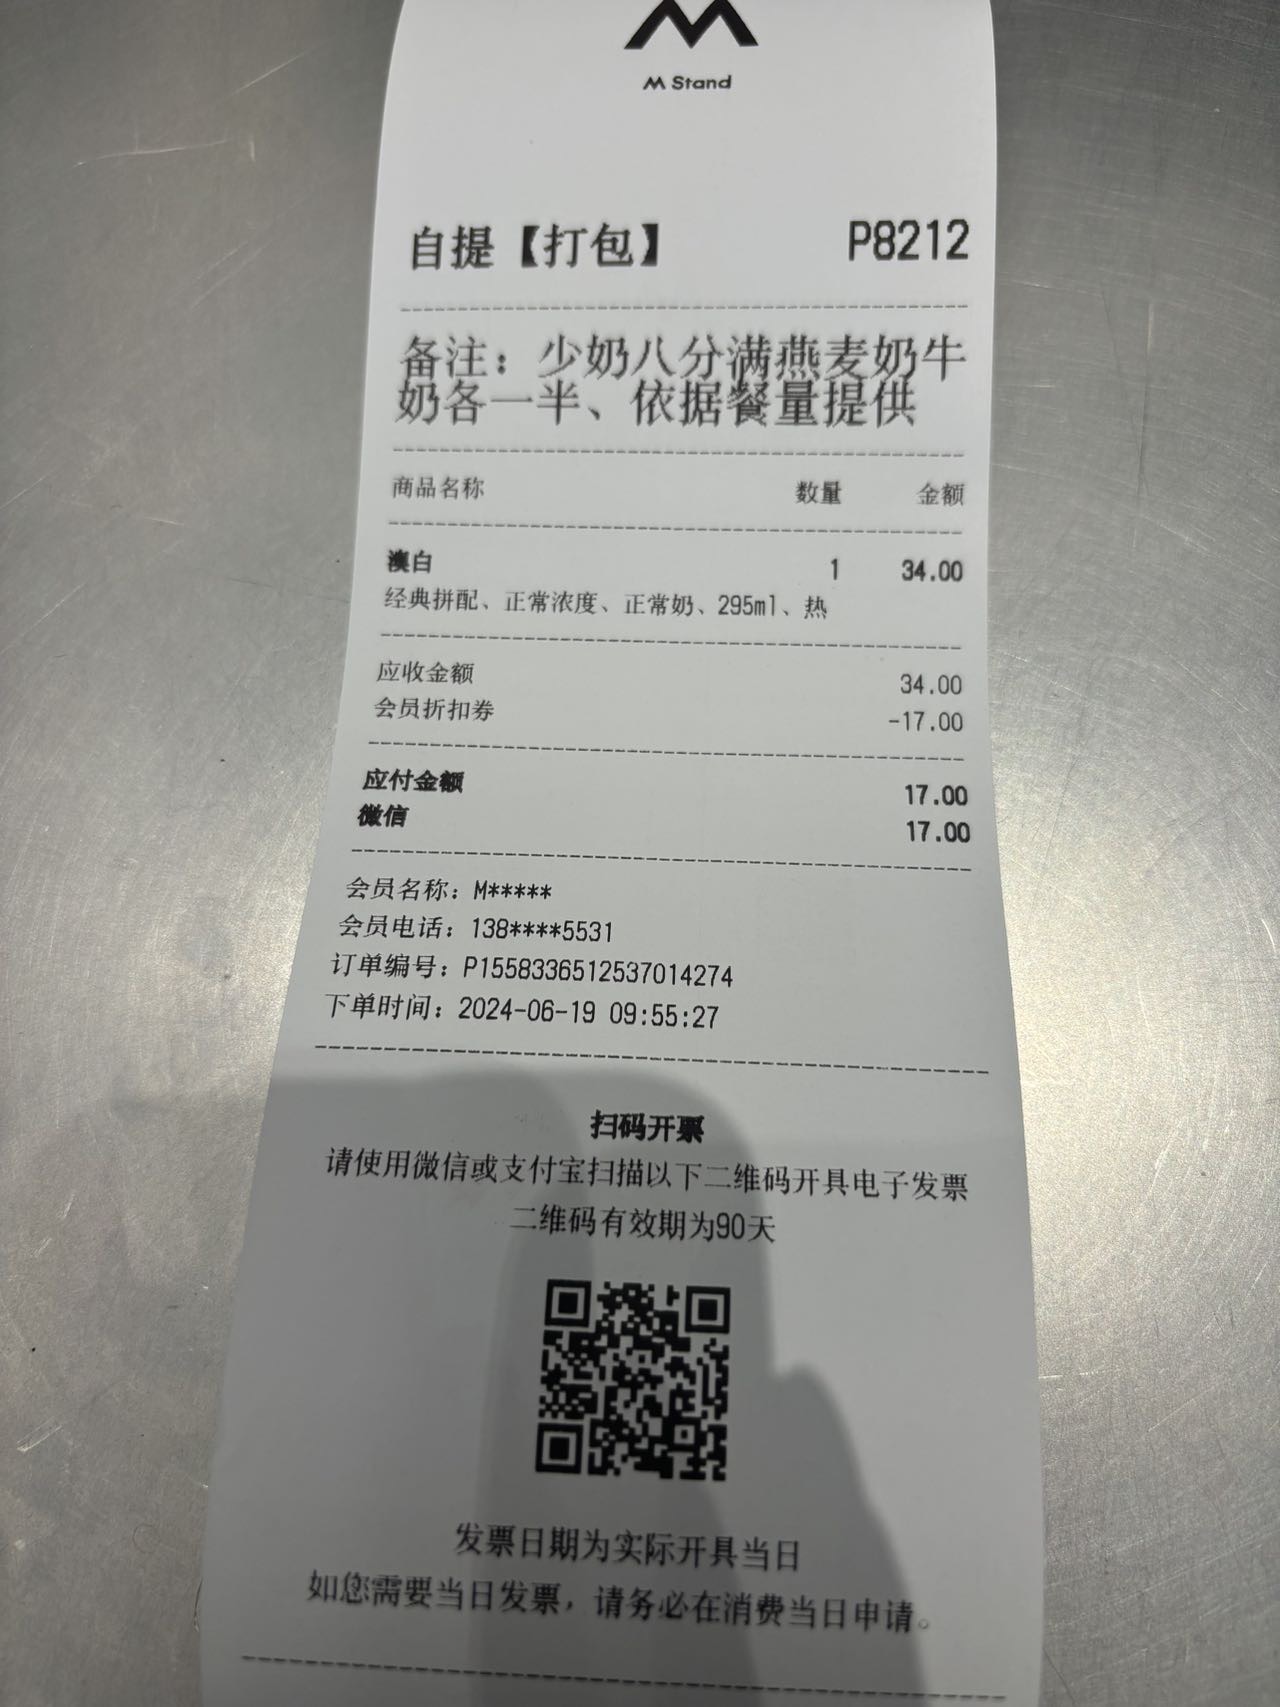 M Stand
自提【打包】 P8212
备注：少奶八分满燕麦奶牛
奶各一半、依据餐量提供
商品名称 数量 金额
澳白 1 34.00
经典拼配、正常浓度、正常奶、295ml、热
应收金额 34.00
会员折扣券 -17.00
应付金额 17.00
微信 17.00
会员名称：M*****
会员电话：138****5531
订单编号：P1558336512537014274
下单时间：2024-06-19 09:55:27
扫码开票
请使用微信或支付宝扫描以下二维码开具电子发票
二维码有效期为90天
发票日期为实际开具当日
如您需要当日发票，请务必在消费当日申请。